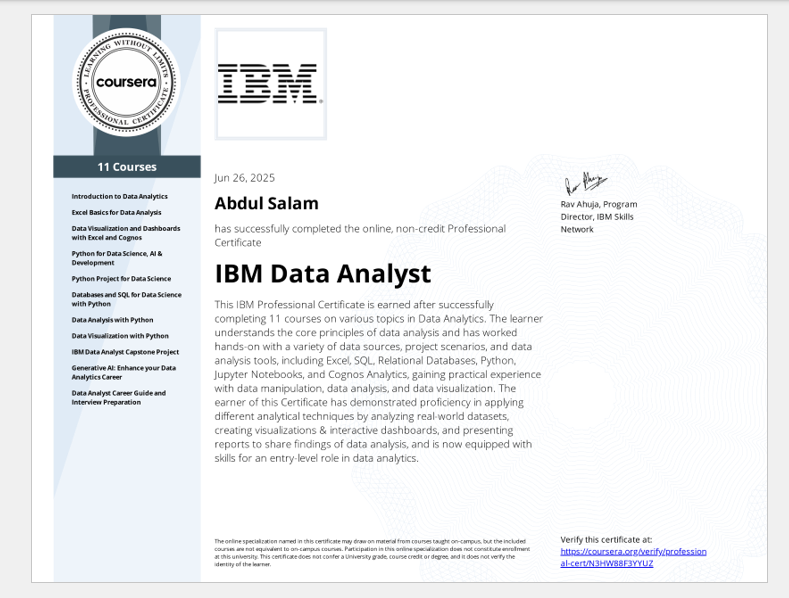 LEARNING WITHOUT LIMITS
coursera
PROFESSIONAL CERTIFICATE
11 Courses
Introduction to Data Analytics
Excel Basics for Data Analysis
Data Visualization and Dashboards
with Excel and Cognos
Python for Data Science, AI &
Development
Python Project for Data Science
Databases and SQL for Data Science
with Python
Data Analysis with Python
Data Visualization with Python
IBM Data Analyst Capstone Project
Generative AI: Enhance your Data
Analytics Career
Data Analyst Career Guide and
Interview Preparation
IBM®
Jun 26, 2025
Abdul Salam
has successfully completed the online, non-credit Professional
Certificate
IBM Data Analyst
This IBM Professional Certificate is earned after successfully
completing 11 courses on various topics in Data Analytics. The learner
understands the core principles of data analysis and has worked
hands-on with a variety of data sources, project scenarios, and data
analysis tools, including Excel, SQL, Relational Databases, Python,
Jupyter Notebooks, and Cognos Analytics, gaining practical experience
with data manipulation, data analysis, and data visualization. The
earner of this Certificate has demonstrated proficiency in applying
different analytical techniques by analyzing real-world datasets,
creating visualizations & interactive dashboards, and presenting
reports to share findings of data analysis, and is now equipped with
skills for an entry-level role in data analytics.
The online specialization named in this certificate may draw on material from courses taught on-campus, but the included
courses are not equivalent to on-campus courses. Participation in this online specialization does not constitute enrollment
at this university. This certificate does not confer a University grade, course credit or degree, and it does not verify the
identity of the learner.
Rav Ahuja, Program
Director, IBM Skills
Network
Verify this certificate at:
https://coursera.org/verify/profession
al-cert/N3HW88F3YYUZ